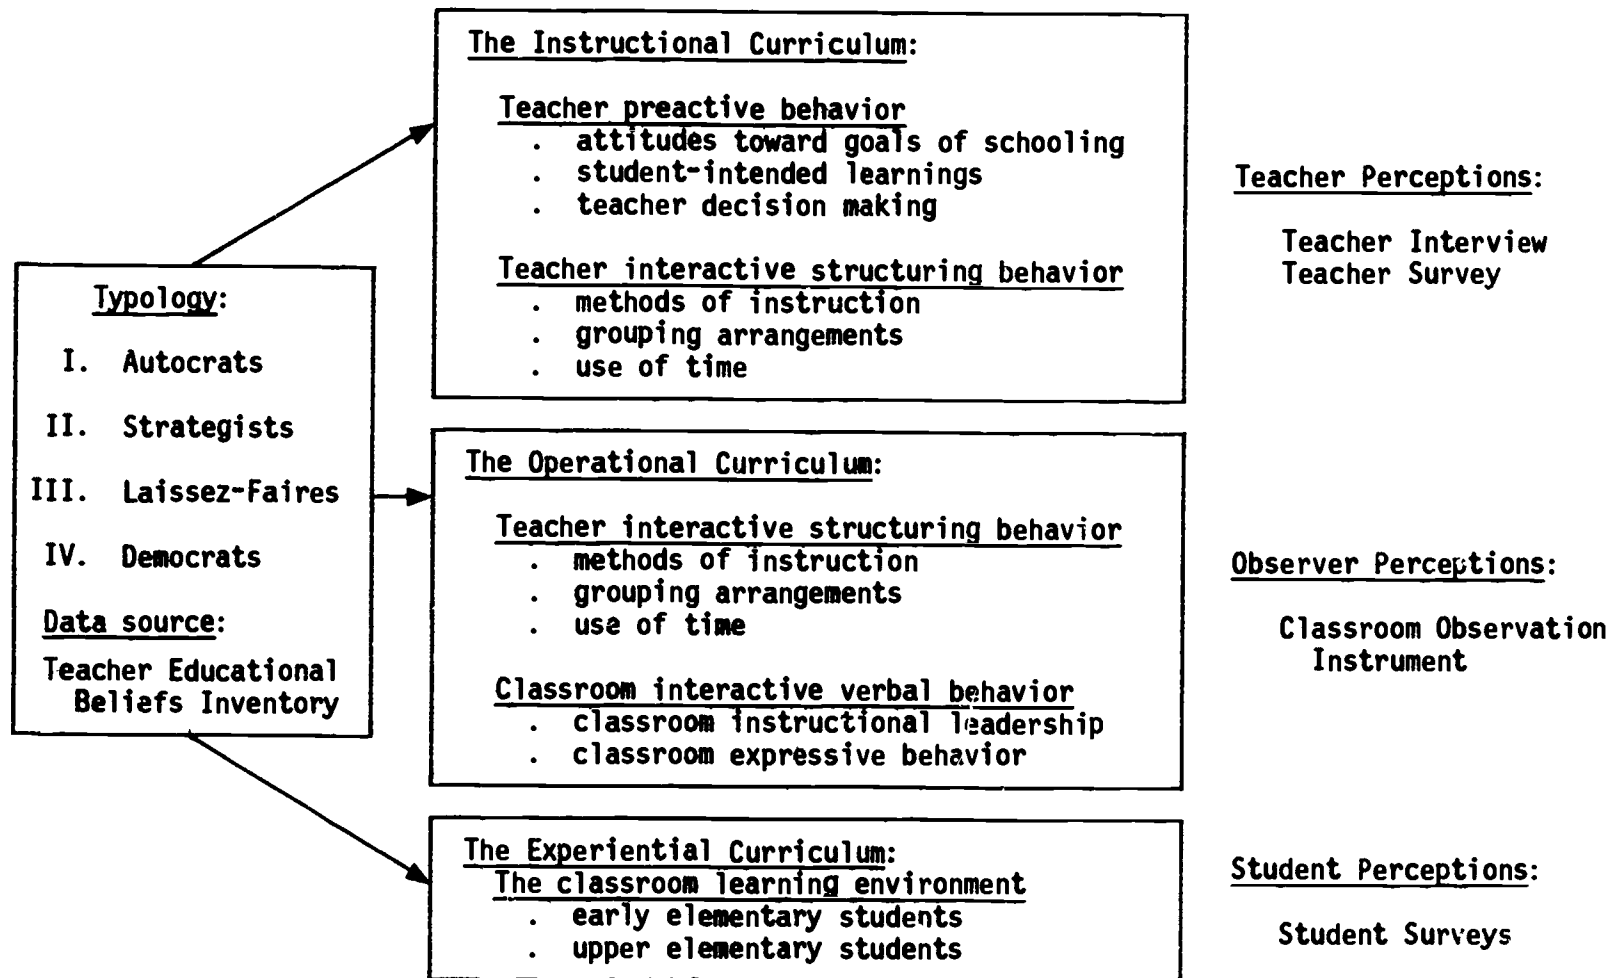 The Instructional Curriculum:
Teacher preactive behavior
. attitudes toward goals of schooling
. student-intended learnings
. teacher decision making
Teacher interactive structuring behavior
. methods of instruction
. grouping arrangements
. use of time
Teacher Perceptions:
Teacher Interview
Teacher Survey
Typology:
I. Autocrats
II. Strategists
III. Laissez-Faires
IV. Democrats
Data source:
Teacher Educational
Beliefs Inventory
The Operational Curriculum:
Teacher interactive structuring behavior
. methods of instruction
. grouping arrangements
. use of time
Classroom interactive verbal behavior
. classroom instructional leadership
. classroom expressive behavior
Observer Perceptions:
Classroom Observation
Instrument
The Experiential Curriculum:
The classroom learning environment
. early elementary students
. upper elementary students
Student Perceptions:
Student Surveys